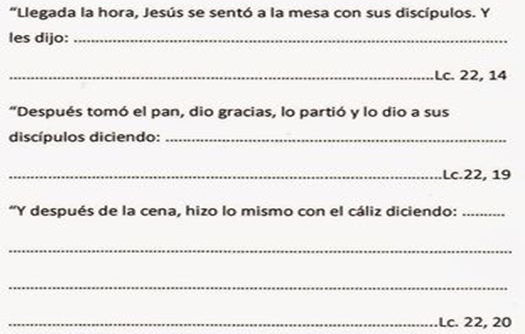 “Llegada la hora, Jesús se sentó a la mesa con sus discípulos. Y
les dijo: ................................................................................
................................................................................Lc. 22, 14
“Después tomó el pan, dio gracias, lo partió y lo dio a sus
discípulos diciendo: ................................................................
................................................................................Lc.22, 19
“Y después de la cena, hizo lo mismo con el cáliz diciendo: ..........
................................................................................
................................................................................
................................................................................Lc. 22, 20